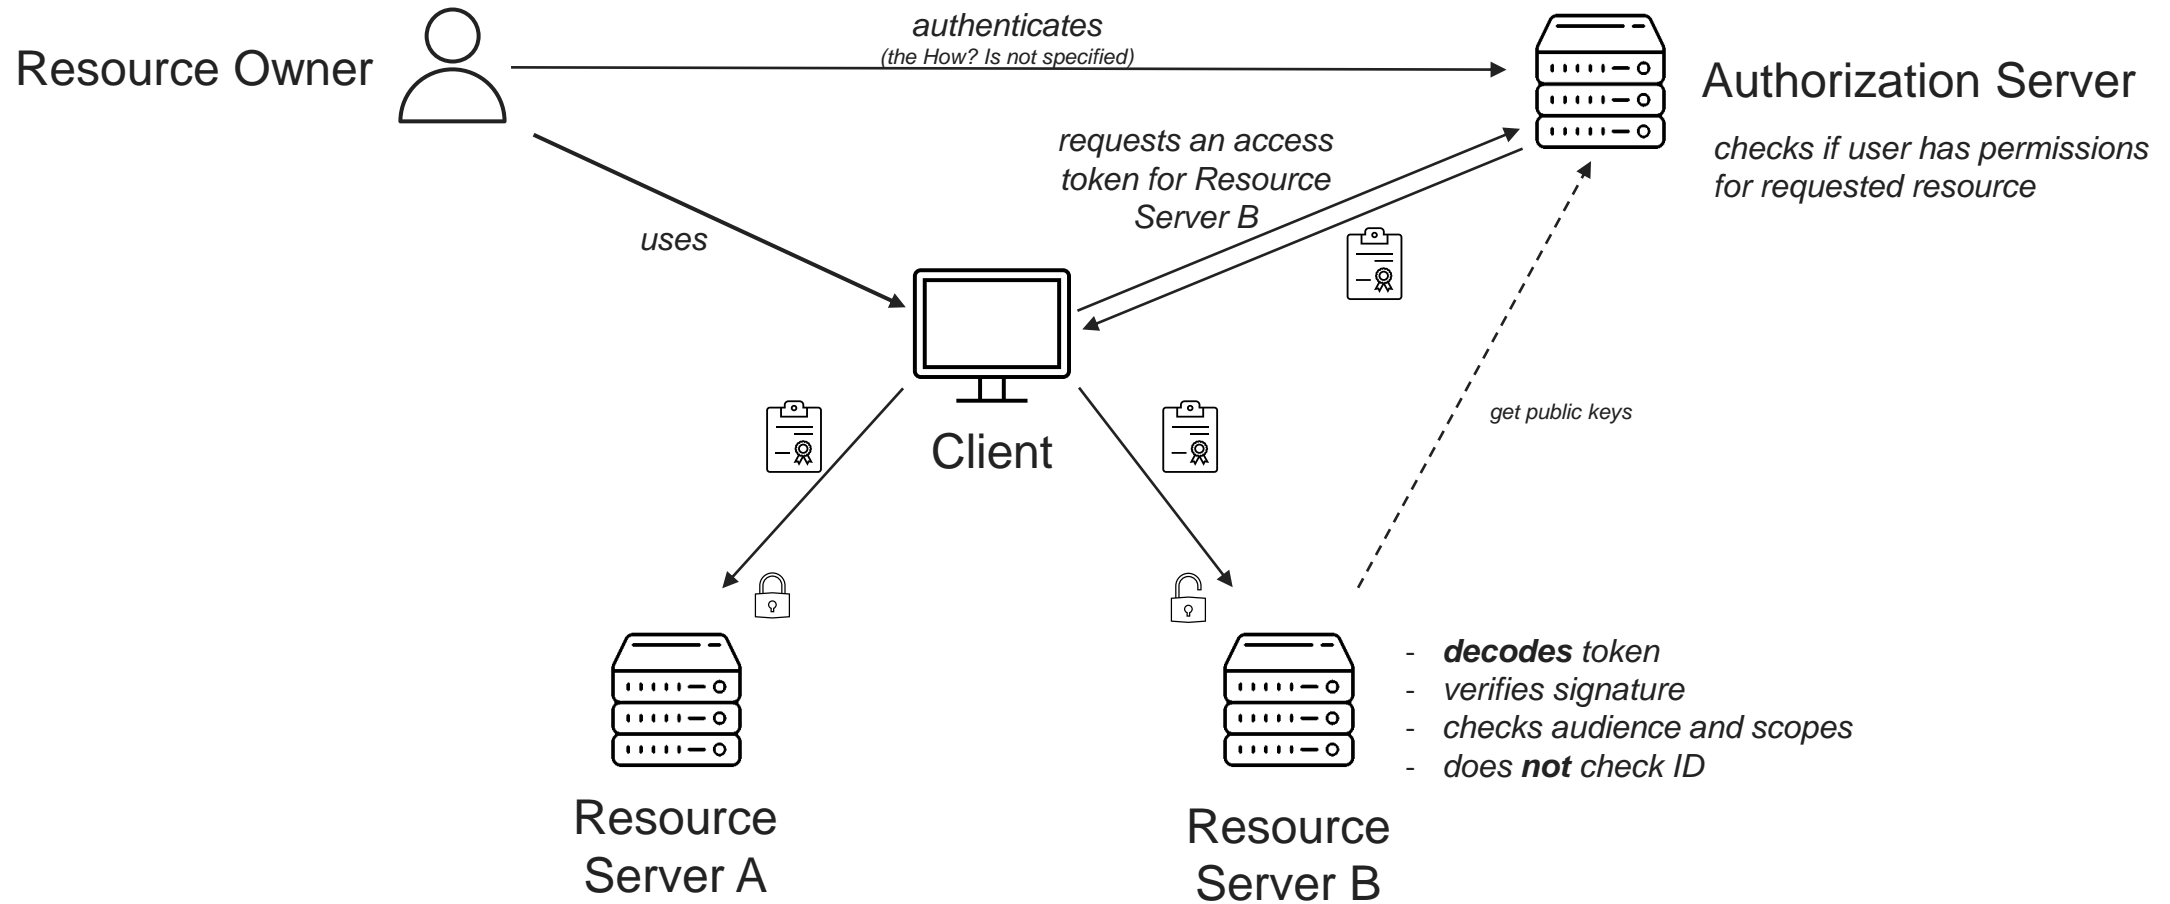 Resource Owner
authenticates
(the How? Is not specified)
Authorization Server
checks if user has permissions
for requested resource
requests an access
token for Resource
Server B
uses
get public keys
Client
- decodes token
- verifies signature
- checks audience and scopes
- does not check ID
Resource
Server A
Resource
Server B